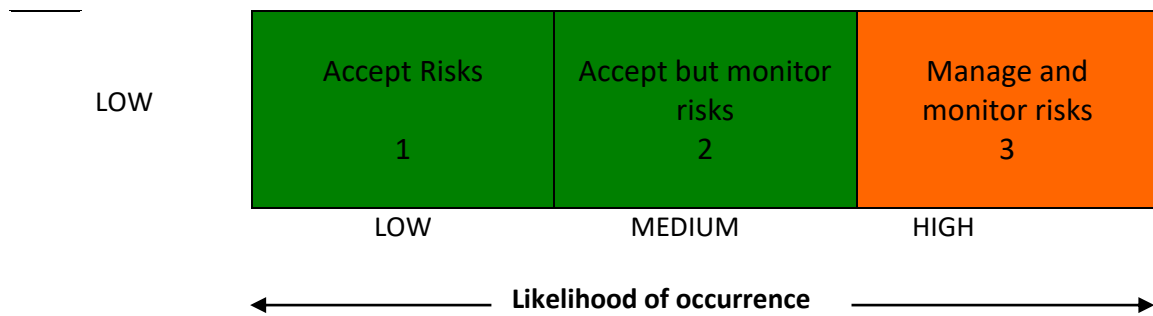 LOW
Accept Risks
1
Accept but monitor
risks
2
Manage and
monitor risks
3
LOW
MEDIUM
HIGH
Likelihood of occurrence